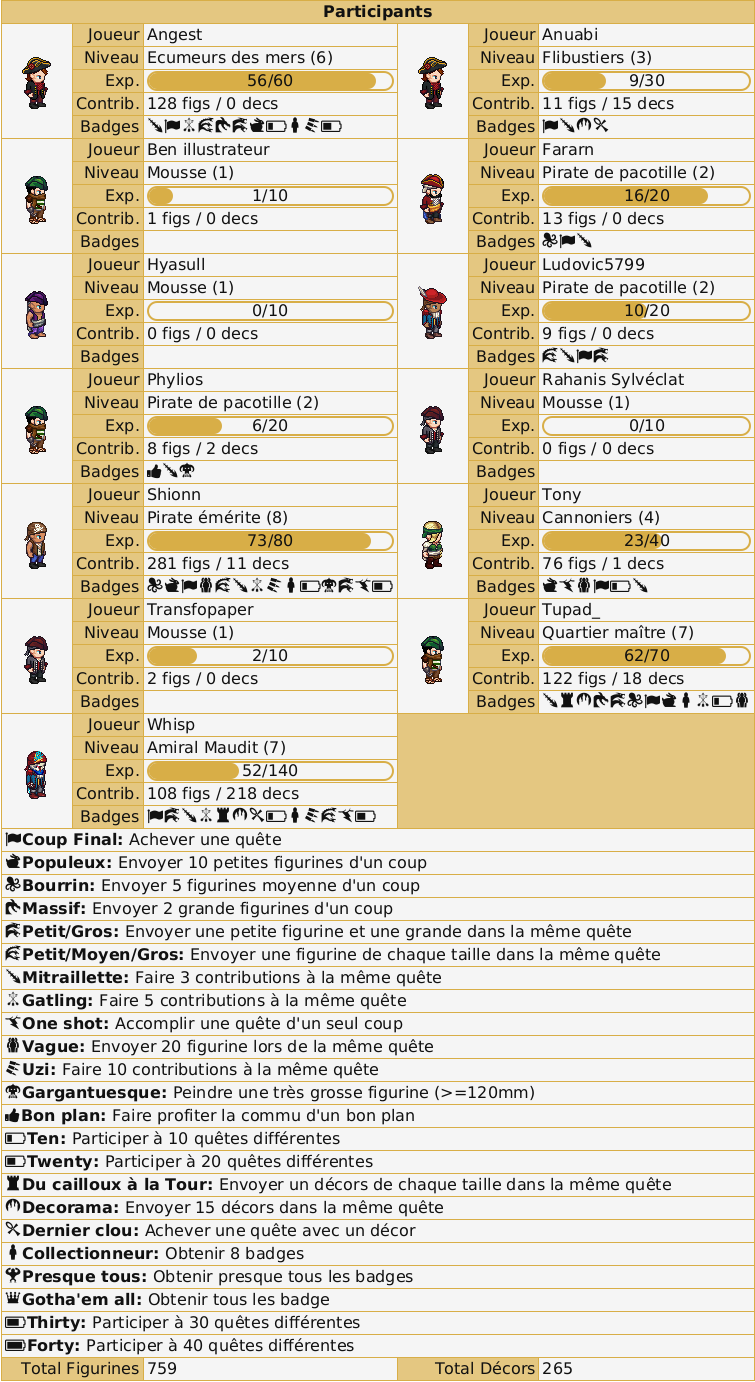 Participants
Joueur Angest
Niveau Ecumeurs des mers (6)
Exp. 56/60
Contrib. 128 figs / 0 decs
Badges
Joueur Anuabi
Niveau Flibustiers (3)
Exp. 9/30
Contrib. 11 figs / 15 decs
Badges
Joueur Ben illustrateur
Niveau Mousse (1)
Exp. 1/10
Contrib. 1 figs / 0 decs
Badges
Joueur Fararn
Niveau Pirate de pacotille (2)
Exp. 16/20
Contrib. 13 figs / 0 decs
Badges
Joueur Hyasull
Niveau Mousse (1)
Exp. 0/10
Contrib. 0 figs / 0 decs
Badges
Joueur Ludovic5799
Niveau Pirate de pacotille (2)
Exp. 10/20
Contrib. 9 figs / 0 decs
Badges
Joueur Phylios
Niveau Pirate de pacotille (2)
Exp. 6/20
Contrib. 8 figs / 2 decs
Badges
Joueur Rahanis Sylvéclat
Niveau Mousse (1)
Exp. 0/10
Contrib. 0 figs / 0 decs
Badges
Joueur Shionn
Niveau Pirate émérite (8)
Exp. 73/80
Contrib. 281 figs / 11 decs
Badges
Joueur Tony
Niveau Cannoniers (4)
Exp. 23/40
Contrib. 76 figs / 1 decs
Badges
Joueur Transfopaper
Niveau Mousse (1)
Exp. 2/10
Contrib. 2 figs / 0 decs
Badges
Joueur Tupad_
Niveau Quartier maître (7)
Exp. 62/70
Contrib. 122 figs / 18 decs
Badges
Joueur Whisp
Niveau Amiral Maudit (7)
Exp. 52/140
Contrib. 108 figs / 218 decs
Badges
Coup Final: Achever une quête
Populeux: Envoyer 10 petites figurines d'un coup
Bourrin: Envoyer 5 figurines moyenne d'un coup
Massif: Envoyer 2 grande figurines d'un coup
Petit/Gros: Envoyer une petite figurine et une grande dans la même quête
Petit/Moyen/Gros: Envoyer une figurine de chaque taille dans la même quête
Mitraillette: Faire 3 contributions à la même quête
Gatling: Faire 5 contributions à la même quête
One shot: Accomplir une quête d'un seul coup
Vague: Envoyer 20 figurine lors de la même quête
Uzi: Faire 10 contributions à la même quête
Gargantuesque: Peindre une très grosse figurine (>=120mm)
Bon plan: Faire profiter la commu d'un bon plan
Ten: Participer à 10 quêtes différentes
Twenty: Participer à 20 quêtes différentes
Du cailloux à la Tour: Envoyer un décors de chaque taille dans la même quête
Decorama: Envoyer 15 décors dans la même quête
Dernier clou: Achever une quête avec un décor
Collectionneur: Obtenir 8 badges
Presque tous: Obtenir presque tous les badges
Gotha'em all: Obtenir tous les badge
Thirty: Participer à 30 quêtes différentes
Forty: Participer à 40 quêtes différentes
Total Figurines 759
Total Décors 265